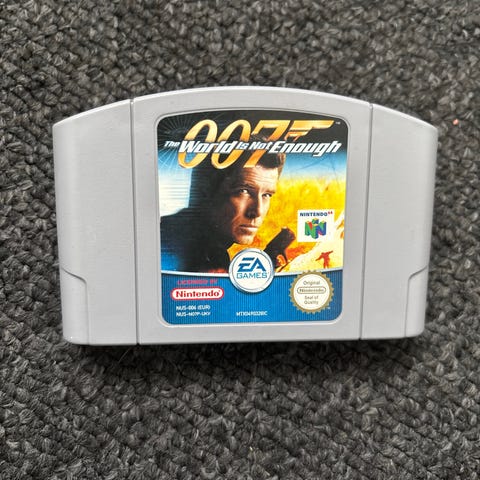 007
The World Is Not Enough
NINTENDO 64
N
EA
GAMES
LICENSED BY
Nintendo
NUS-006 (EUR)
NUS-NO7P-UKV
Original
Nintendo
Seal of
Quality